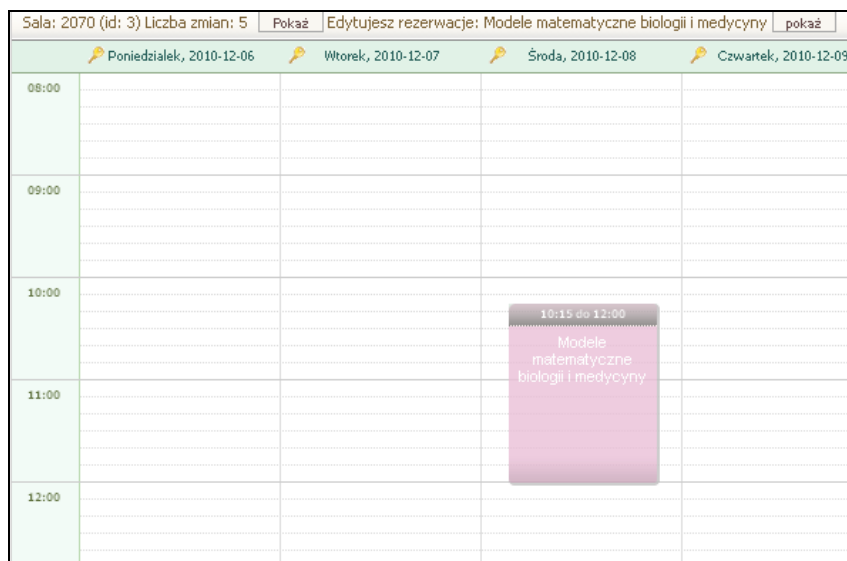 Sala: 2070 (id: 3) Liczba zmian: 5 Pokaż Edytujesz rezerwacje: Modele matematyczne biologii i medycyny pokaż
Poniedzialek, 2010-12-06 Wtorek, 2010-12-07 Środa, 2010-12-08 Czwartek, 2010-12-09
08:00
09:00
10:00
10:15 do 12:00
Modele
matematyczne
biologii i medycyny
11:00
12:00